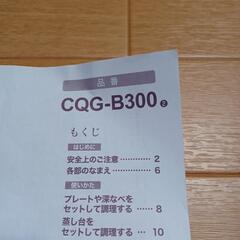 品番
CQG-B300②
もくじ
はじめに
安全上のご注意 ………… 2
各部のなまえ …………… 6
使いかた
プレートや深なべを
セットして調理する …… 8
蒸し台を
セットして調理する … 10